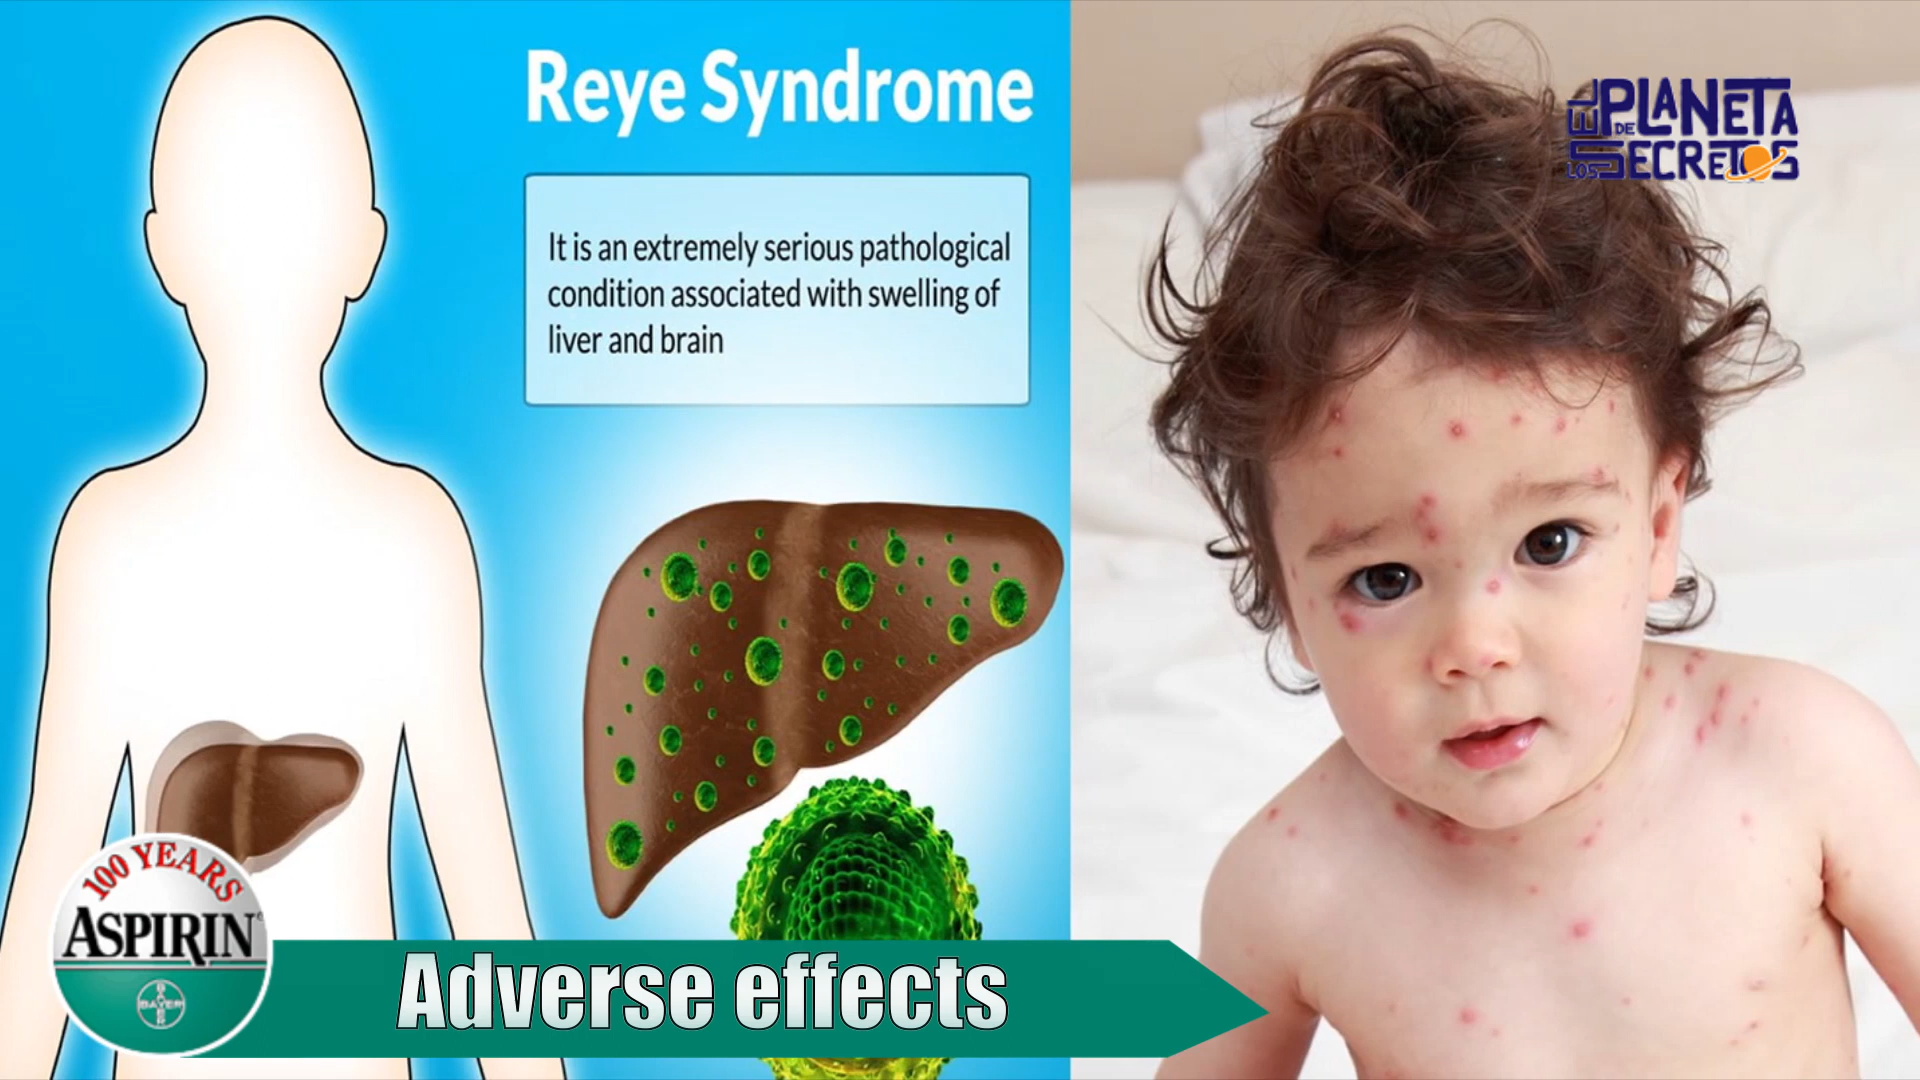 Reye Syndrome
It is an extremely serious pathological
condition associated with swelling of
liver and brain
EL PLANETA
DE
LOS SECRETOS
100 YEARS
ASPIRIN
BAYER
Adverse effects